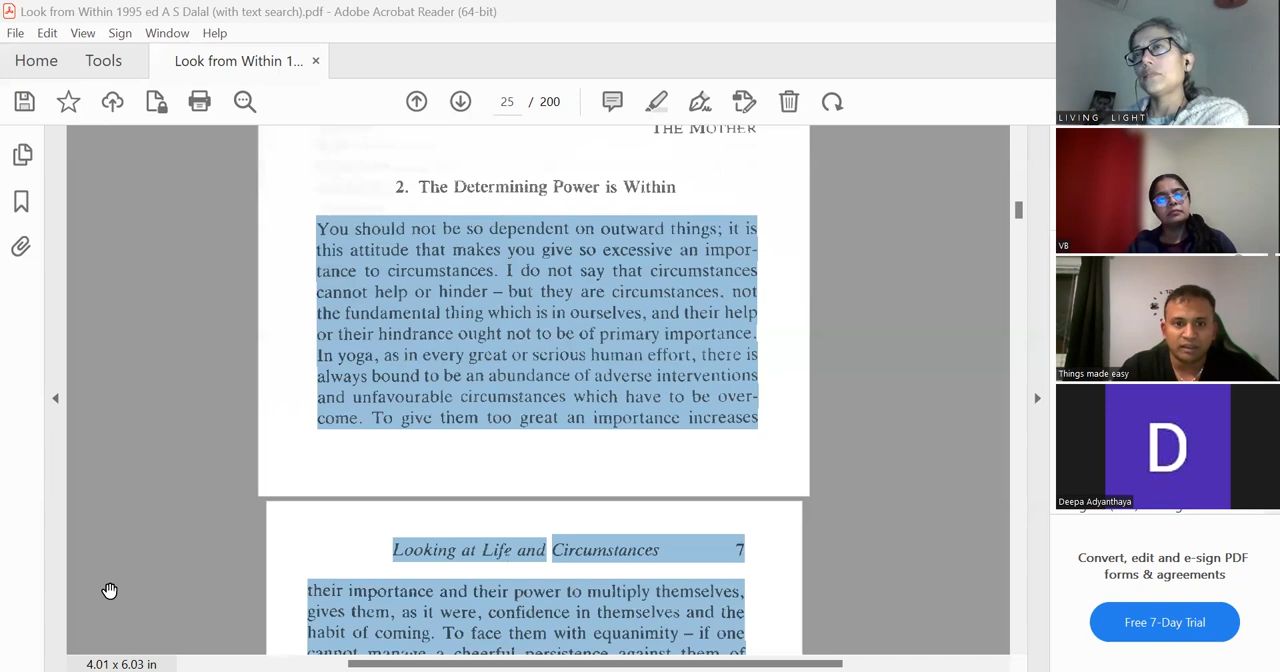 Look from Within 1995 ed A S Dalal (with text search).pdf - Adobe Acrobat Reader (64-bit)
File Edit View Sign Window Help
Home Tools Look from Within 1... ×
25 / 200
THE MOTHER
2. The Determining Power is Within
You should not be so dependent on outward things; it is
this attitude that makes you give so excessive an impor-
tance to circumstances. I do not say that circumstances
cannot help or hinder – but they are circumstances, not
the fundamental thing which is in ourselves, and their help
or their hindrance ought not to be of primary importance.
In yoga, as in every great or serious human effort, there is
always bound to be an abundance of adverse interventions
and unfavourable circumstances which have to be over-
come. To give them too great an importance increases
Looking at Life and Circumstances 7
their importance and their power to multiply themselves,
gives them, as it were, confidence in themselves and the
habit of coming. To face them with equanimity – if one
cannot manage a cheerful persistence against them of
4.01 x 6.03 in
LIVING LIGHT
VB
Things made easy
D
Deepa Adyanthaya
Convert, edit and e-sign PDF
forms & agreements
Free 7-Day Trial